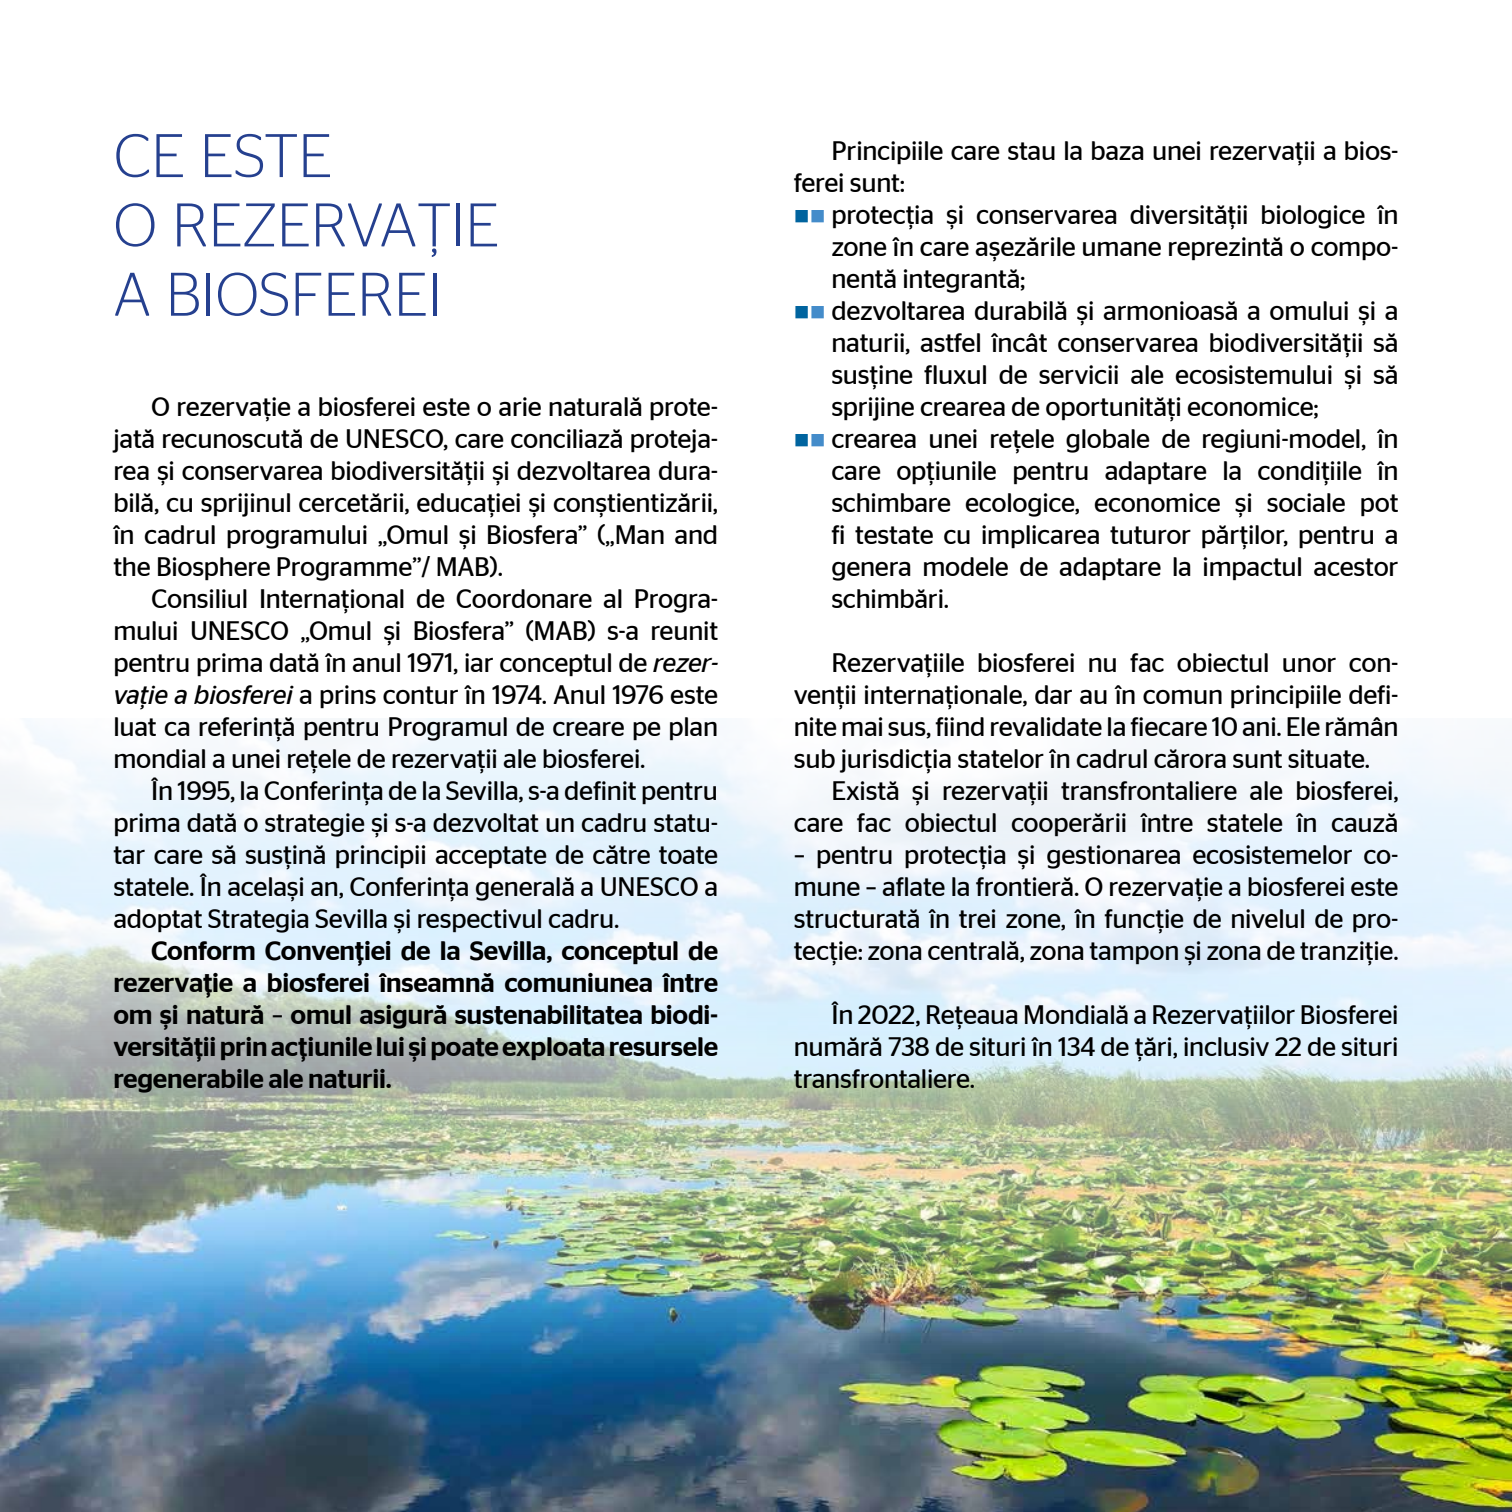 CE ESTE
O REZERVAȚIE
A BIOSFEREI
O rezervație a biosferei este o arie naturală prote-
jată recunoscută de UNESCO, care conciliază proteja-
rea și conservarea biodiversității și dezvoltarea dura-
bilă, cu sprijinul cercetării, educației și conștientizării,
în cadrul programului „Omul și Biosfera” („Man and
the Biosphere Programme”/ MAB).
Consiliul Internațional de Coordonare al Progra-
mului UNESCO „Omul și Biosfera” (MAB) s-a reunit
pentru prima dată în anul 1971, iar conceptul de rezer-
vație a biosferei a prins contur în 1974. Anul 1976 este
luat ca referință pentru Programul de creare pe plan
mondial a unei rețele de rezervații ale biosferei.
În 1995, la Conferința de la Sevilla, s-a definit pentru
prima dată o strategie și s-a dezvoltat un cadru statu-
tar care să susțină principii acceptate de către toate
statele. În același an, Conferința generală a UNESCO a
adoptat Strategia Sevilla și respectivul cadru.
Conform Convenției de la Sevilla, conceptul de
rezervație a biosferei înseamnă comuniunea între
om și natură – omul asigură sustenabilitatea biodi-
versității prin acțiunile lui și poate exploata resursele
regenerabile ale naturii.
Principiile care stau la baza unei rezervații a bios-
ferei sunt:
protecția și conservarea diversității biologice în
zone în care așezările umane reprezintă o compo-
nentă integrantă;
dezvoltarea durabilă și armonioasă a omului și a
naturii, astfel încât conservarea biodiversității să
susține fluxul de servicii ale ecosistemului și să
sprijine crearea de oportunități economice;
crearea unei rețele globale de regiuni-model, în
care opțiunile pentru adaptare la condițiile în
schimbare ecologice, economice și sociale pot
fi testate cu implicarea tuturor părților, pentru a
genera modele de adaptare la impactul acestor
schimbări.
Rezervațiile biosferei nu fac obiectul unor con-
venții internaționale, dar au în comun principiile defi-
nite mai sus, fiind revalidate la fiecare 10 ani. Ele rămân
sub jurisdicția statelor în cadrul cărora sunt situate.
Există și rezervații transfrontaliere ale biosferei,
care fac obiectul cooperării între statele în cauză
– pentru protecția și gestionarea ecosistemelor co-
mune – aflate la frontieră. O rezervație a biosferei este
structurată în trei zone, în funcție de nivelul de pro-
tecție: zona centrală, zona tampon și zona de tranziție.
În 2022, Rețeaua Mondială a Rezervațiilor Biosferei
numără 738 de situri în 134 de țări, inclusiv 22 de situri
transfrontaliere.